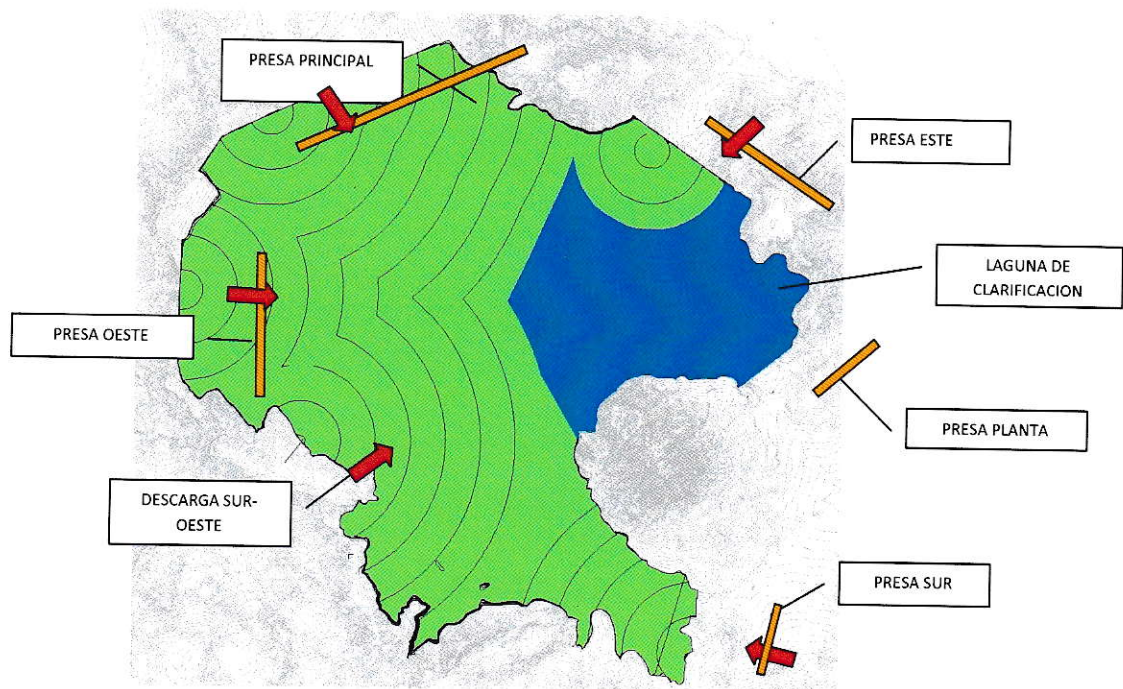 PRESA PRINCIPAL
PRESA ESTE
LAGUNA DE
CLARIFICACION
PRESA OESTE
PRESA PLANTA
DESCARGA SUR-
OESTE
PRESA SUR